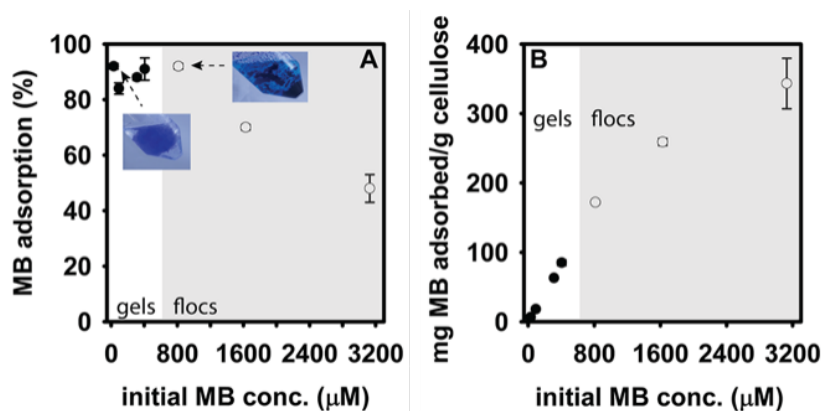 A
100
80
60
40
20
0
MB adsorption (%)
gels flocs
0 800 1600 2400 3200
initial MB conc. (μM)
B
400
300
200
100
0
mg MB adsorbed/g cellulose
gels flocs
0 800 1600 2400 3200
initial MB conc. (μM)